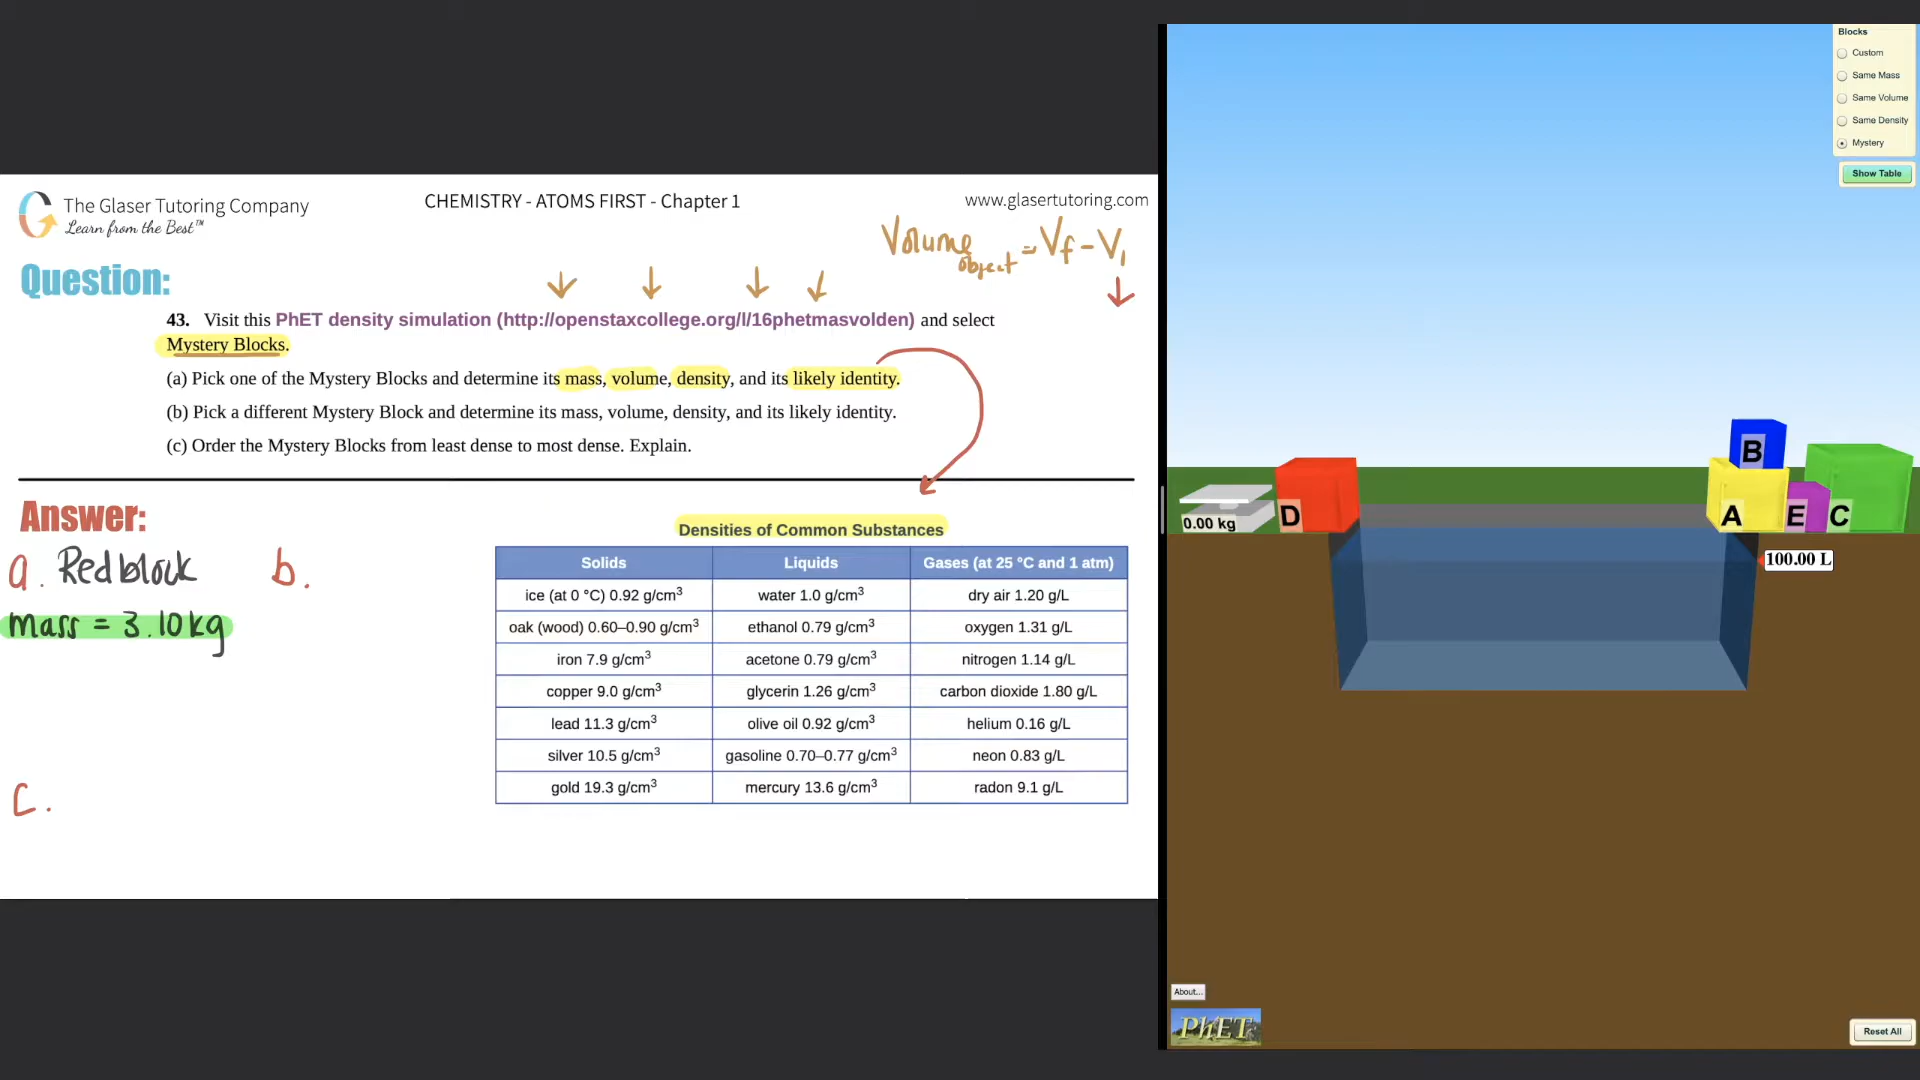 The Glaser Tutoring Company
Learn from the Best™
CHEMISTRY - ATOMS FIRST - Chapter 1
www.glasertutoring.com
Volume object = Vf - V1
Question:
43. Visit this PhET density simulation (http://openstaxcollege.org/l/16phetmasvolden) and select
Mystery Blocks.
(a) Pick one of the Mystery Blocks and determine its mass, volume, density, and its likely identity.
(b) Pick a different Mystery Block and determine its mass, volume, density, and its likely identity.
(c) Order the Mystery Blocks from least dense to most dense. Explain.
Answer:
a. Red block
mass = 3.10 kg
b.
c.
Densities of Common Substances
Solids Liquids Gases (at 25 °C and 1 atm)
ice (at 0 °C) 0.92 g/cm³ water 1.0 g/cm³ dry air 1.20 g/L
oak (wood) 0.60–0.90 g/cm³ ethanol 0.79 g/cm³ oxygen 1.31 g/L
iron 7.9 g/cm³ acetone 0.79 g/cm³ nitrogen 1.14 g/L
copper 9.0 g/cm³ glycerin 1.26 g/cm³ carbon dioxide 1.80 g/L
lead 11.3 g/cm³ olive oil 0.92 g/cm³ helium 0.16 g/L
silver 10.5 g/cm³ gasoline 0.70–0.77 g/cm³ neon 0.83 g/L
gold 19.3 g/cm³ mercury 13.6 g/cm³ radon 9.1 g/L
Blocks
Custom
Same Mass
Same Volume
Same Density
Mystery
Show Table
B
0.00 kg D A E C
100.00 L
About...
PhET
Reset All